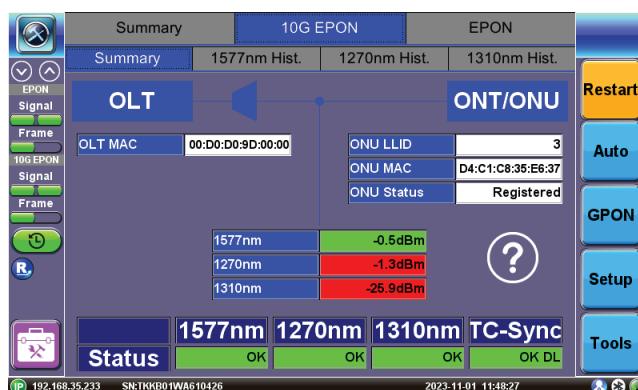 Summary 10G EPON EPON
Summary 1577nm Hist. 1270nm Hist. 1310nm Hist.
EPON
Signal
Frame
10G EPON
Signal
Frame
R
OLT ONT/ONU
OLT MAC 00:D0:D0:9D:00:00
ONU LLID 3
ONU MAC D4:C1:C8:35:E6:37
ONU Status Registered
1577nm -0.5dBm
1270nm -1.3dBm
1310nm -25.9dBm
?
1577nm 1270nm 1310nm TC-Sync
Status OK OK OK OK DL
Restart
Auto
GPON
Setup
Tools
IP 192.168.35.233 SN:TKKB01WA610426 2023-11-01 11:48:27